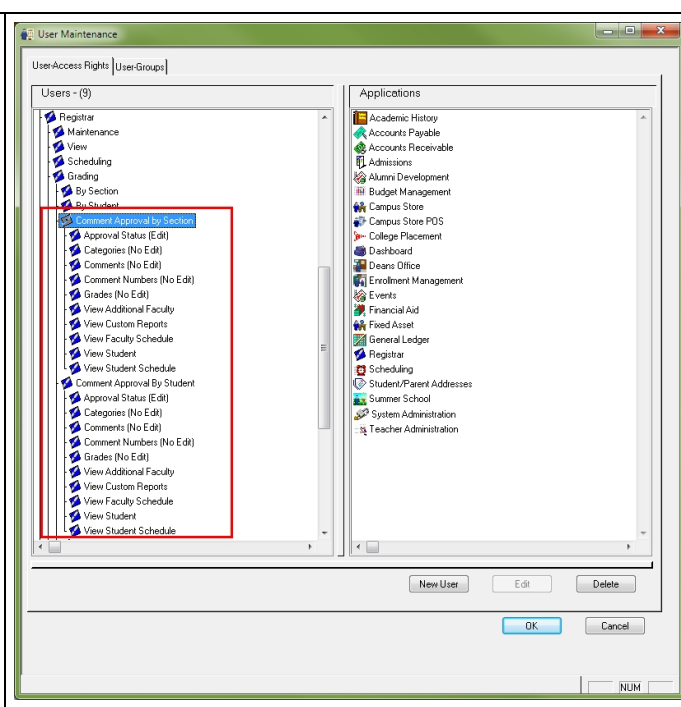 User Maintenance
User-Access Rights
User-Groups
Users - (9)
Registrar
Maintenance
View
Scheduling
Grading
By Section
By Student
Comment Approval by Section
Approval Status (Edit)
Categories (No Edit)
Comments (No Edit)
Comment Numbers (No Edit)
Grades (No Edit)
View Additional Faculty
View Custom Reports
View Faculty Schedule
View Student
View Student Schedule
Comment Approval By Student
Approval Status (Edit)
Categories (No Edit)
Comments (No Edit)
Comment Numbers (No Edit)
Grades (No Edit)
View Additional Faculty
View Custom Reports
View Faculty Schedule
View Student
View Student Schedule
Applications
Academic History
Accounts Payable
Accounts Receivable
Admissions
Alumni Development
Budget Management
Campus Store
Campus Store POS
College Placement
Dashboard
Deans Office
Enrollment Management
Events
Financial Aid
Fixed Asset
General Ledger
Registrar
Scheduling
Student/Parent Addresses
Summer School
System Administration
Teacher Administration
New User
Edit
Delete
OK
Cancel
NUM